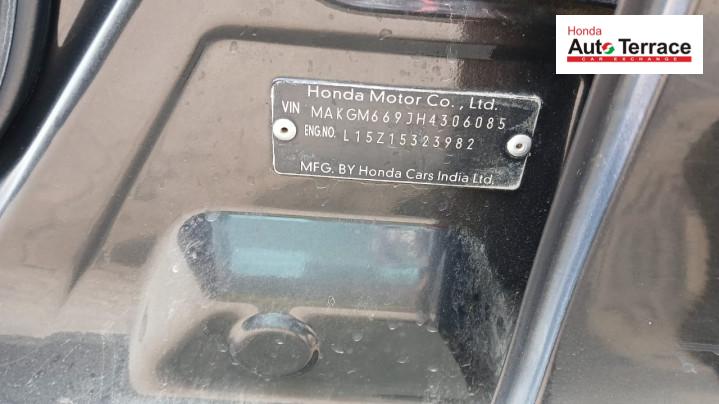 Honda
Auto Terrace
CAR EXCHANGE
Honda Motor Co., Ltd.
VIN MAKGM669JH4306085
ENG.NO. L15Z15323982
MFG. BY Honda Cars India Ltd.